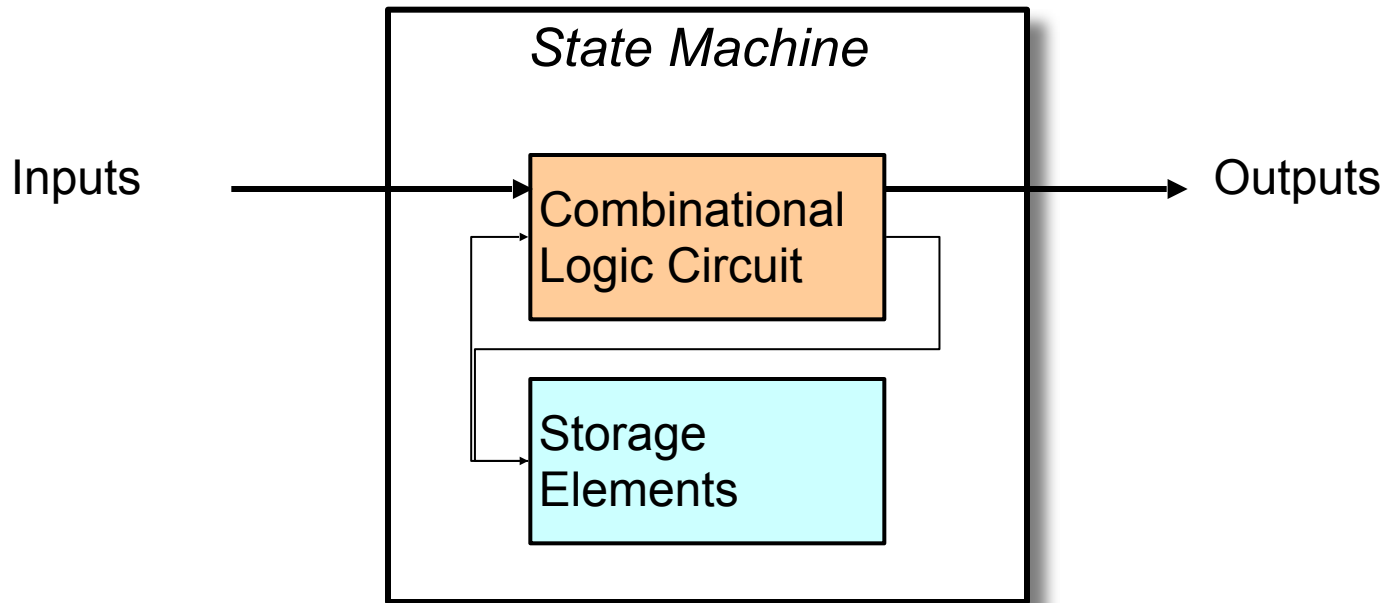 State Machine
Inputs
Combinational
Logic Circuit
Outputs
Storage
Elements